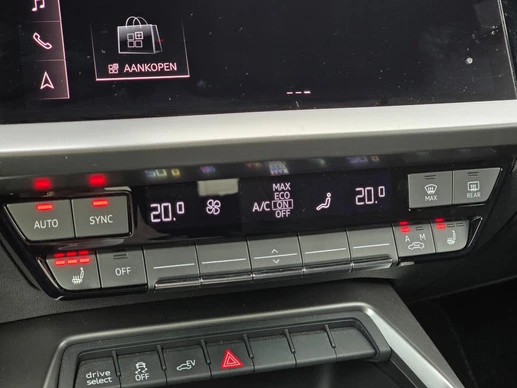 AANKOPEN
MAX
ECO
20.0 A/C ON 20.0
OFF
MAX REAR
AUTO SYNC
A M
OFF
drive select
OFF
EV